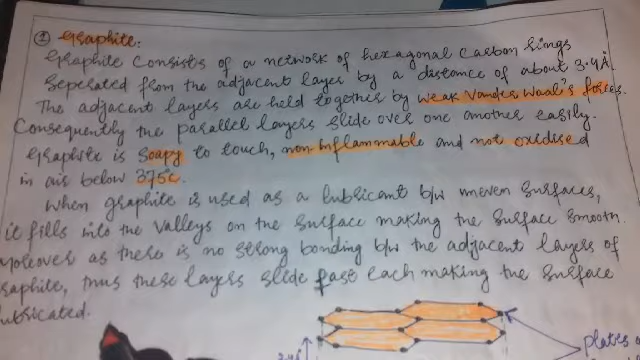 ① Graphite:
Graphite consists of a network of hexagonal carbon rings
seperated from the adjacent layer by a distance of about 3.4Å.
The adjacent layers are held together by weak Vander Waal's forces.
Consequently the parallel layers slide over one another easily.
Graphite is soapy to touch, non-inflammable and not oxidised
in air below 375°C.
When graphite is used as a lubricant b/w uneven surfaces,
it fills into the valleys on the surface making the surface smooth.
Moreover as there is no strong bonding b/w the adjacent layers of
graphite, thus these layers slide past each making the surface
lubricated.
plates